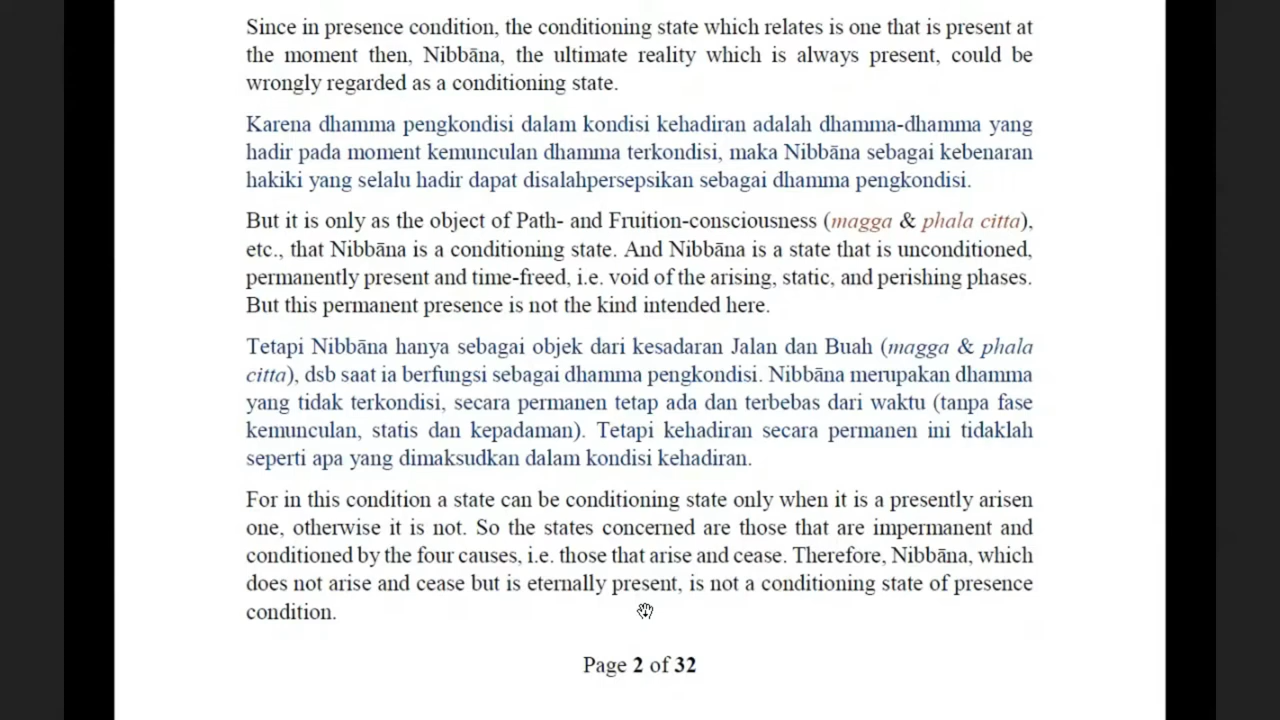 Since in presence condition, the conditioning state which relates is one that is present at
the moment then, Nibbāna, the ultimate reality which is always present, could be
wrongly regarded as a conditioning state.
Karena dhamma pengkondisi dalam kondisi kehadiran adalah dhamma-dhamma yang
hadir pada moment kemunculan dhamma terkondisi, maka Nibbāna sebagai kebenaran
hakiki yang selalu hadir dapat disalahpersepsikan sebagai dhamma pengkondisi.
But it is only as the object of Path- and Fruition-consciousness (magga & phala citta),
etc., that Nibbāna is a conditioning state. And Nibbāna is a state that is unconditioned,
permanently present and time-freed, i.e. void of the arising, static, and perishing phases.
But this permanent presence is not the kind intended here.
Tetapi Nibbāna hanya sebagai objek dari kesadaran Jalan dan Buah (magga & phala
citta), dsb saat ia berfungsi sebagai dhamma pengkondisi. Nibbāna merupakan dhamma
yang tidak terkondisi, secara permanen tetap ada dan terbebas dari waktu (tanpa fase
kemunculan, statis dan kepadaman). Tetapi kehadiran secara permanen ini tidaklah
seperti apa yang dimaksudkan dalam kondisi kehadiran.
For in this condition a state can be conditioning state only when it is a presently arisen
one, otherwise it is not. So the states concerned are those that are impermanent and
conditioned by the four causes, i.e. those that arise and cease. Therefore, Nibbāna, which
does not arise and cease but is eternally present, is not a conditioning state of presence
condition.
Page 2 of 32